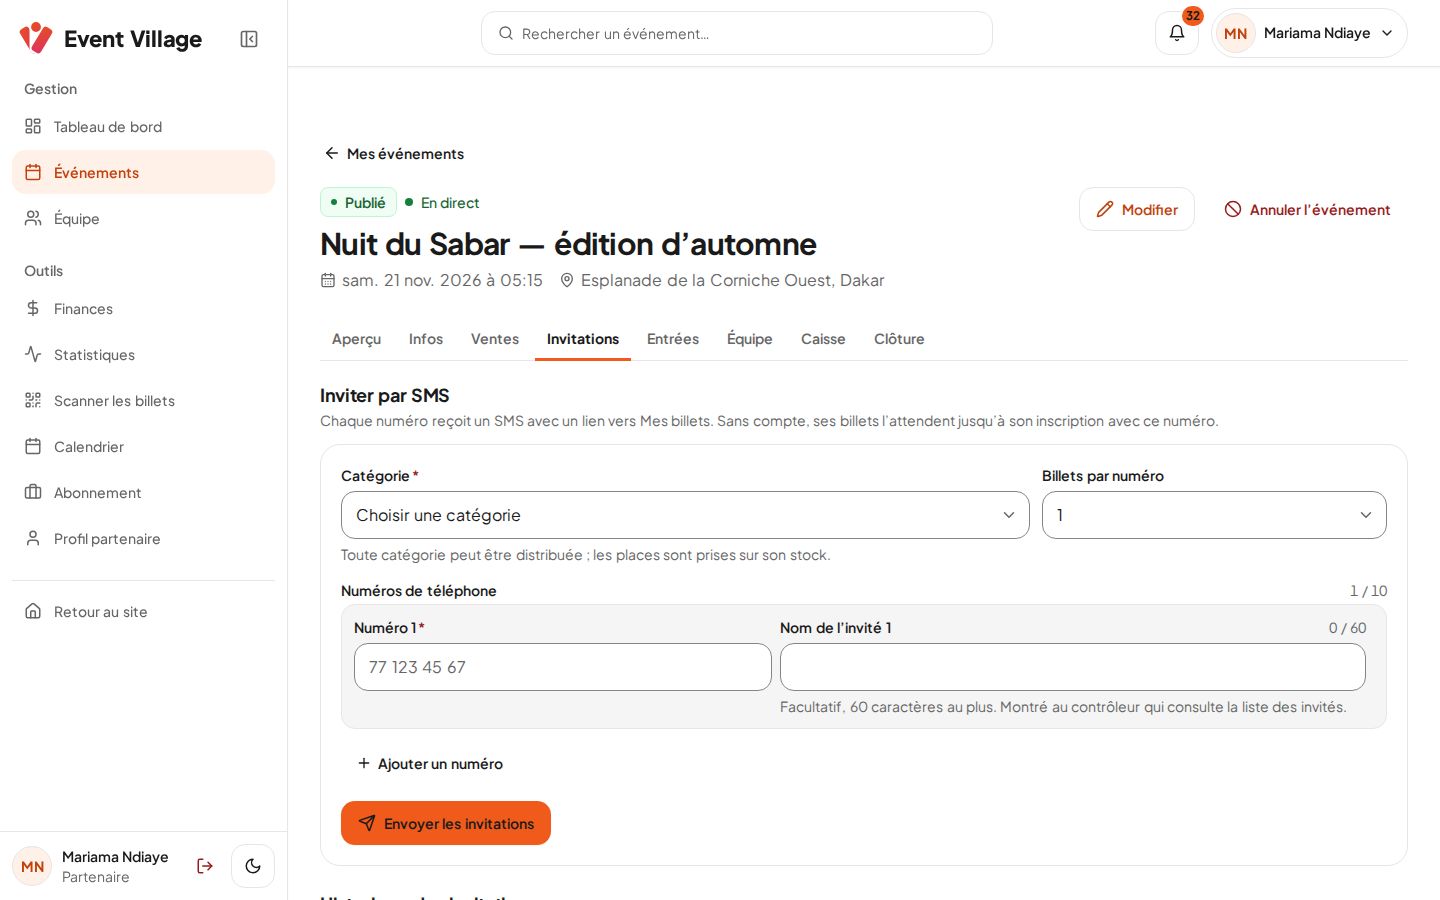 Event Village
Rechercher un événement…
32
MN
Mariama Ndiaye
Gestion
Tableau de bord
Événements
Équipe
Outils
Finances
Statistiques
Scanner les billets
Calendrier
Abonnement
Profil partenaire
Retour au site
MN
Mariama Ndiaye
Partenaire
Mes événements
Publié
En direct
Modifier
Annuler l’événement
Nuit du Sabar — édition d’automne
sam. 21 nov. 2026 à 05:15
Esplanade de la Corniche Ouest, Dakar
Aperçu
Infos
Ventes
Invitations
Entrées
Équipe
Caisse
Clôture
Inviter par SMS
Chaque numéro reçoit un SMS avec un lien vers Mes billets. Sans compte, ses billets l’attendent jusqu’à son inscription avec ce numéro.
Catégorie *
Billets par numéro
Choisir une catégorie
1
Toute catégorie peut être distribuée ; les places sont prises sur son stock.
Numéros de téléphone
1 / 10
Numéro 1 *
Nom de l’invité 1
0 / 60
77 123 45 67
Facultatif, 60 caractères au plus. Montré au contrôleur qui consulte la liste des invités.
Ajouter un numéro
Envoyer les invitations